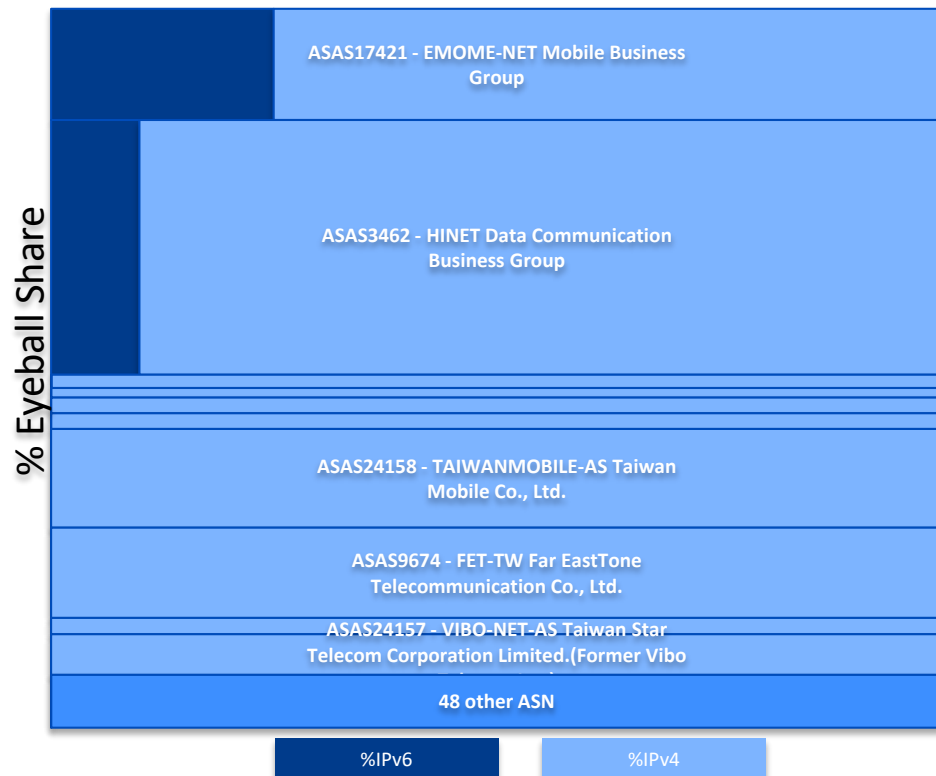 ASAS17421 - EMOME-NET Mobile Business
Group
% Eyeball Share
ASAS3462 - HINET Data Communication
Business Group
ASAS24158 - TAIWANMOBILE-AS Taiwan
Mobile Co., Ltd.
ASAS9674 - FET-TW Far EastTone
Telecommunication Co., Ltd.
ASAS24157 - VIBO-NET-AS Taiwan Star
Telecom Corporation Limited.(Former Vibo
48 other ASN
%IPv6
%IPv4